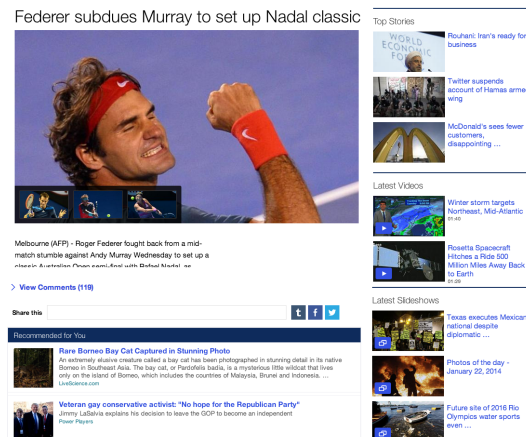 Federer subdues Murray to set up Nadal classic
Melbourne (AFP) - Roger Federer fought back from a mid-
match stumble against Andy Murray Wednesday to set up a
classic Australian Open semi-final with Rafael Nadal, as
View Comments (119)
Share this
t f
Recommended for You
Rare Borneo Bay Cat Captured in Stunning Photo
An extremely elusive creature called a bay cat has been photographed in stunning detail in its native
Borneo in Southeast Asia. The bay cat, or Pardofelis badia, is a mysterious little wildcat that lives
only on the island of Borneo, which includes the countries of Malaysia, Brunei and Indonesia. ...
LiveScience.com
Veteran gay conservative activist: "No hope for the Republican Party"
Jimmy LaSalvia explains his decision to leave the GOP to become an independent
Power Players
Top Stories
WORLD
ECONOMIC
Rouhani: Iran's ready for
business
Twitter suspends
account of Hamas arme
wing
McDonald's sees fewer
customers,
disappointing ...
Latest Videos
Winter storm targets
Northeast, Mid-Atlantic
01:40
Rosetta Spacecraft
Hitches a Ride 500
Million Miles Away Back
to Earth
01:29
Latest Slideshows
Texas executes Mexican
national despite
diplomatic ...
Photos of the day -
January 22, 2014
Future site of 2016 Rio
Olympics water sports
even ...